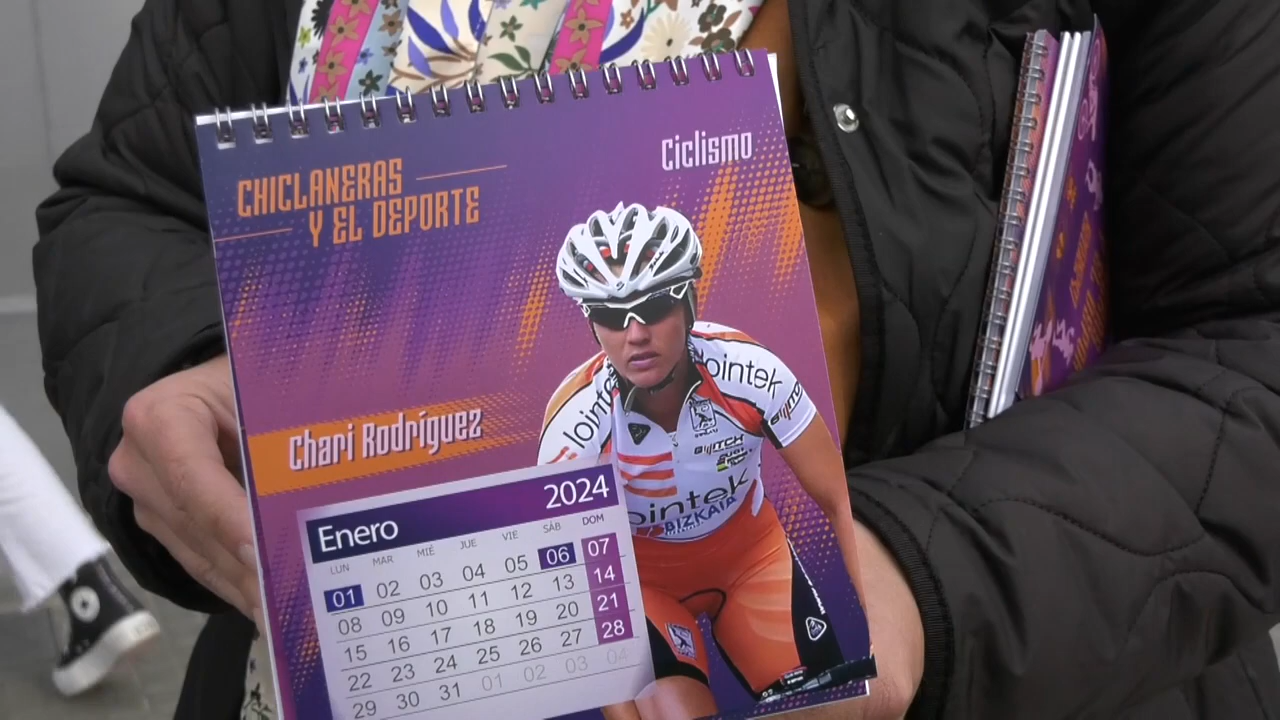 Ciclismo
CHICLANERAS
Y EL DEPORTE
Chari Rodríguez
lointek
BIZKAIA
Enero 2024
LUN MAR MIÉ JUE VIE SÁB DOM
01 02 03 04 05 06 07
08 09 10 11 12 13 14
15 16 17 18 19 20 21
22 23 24 25 26 27 28
29 30 31 01 02 03 04